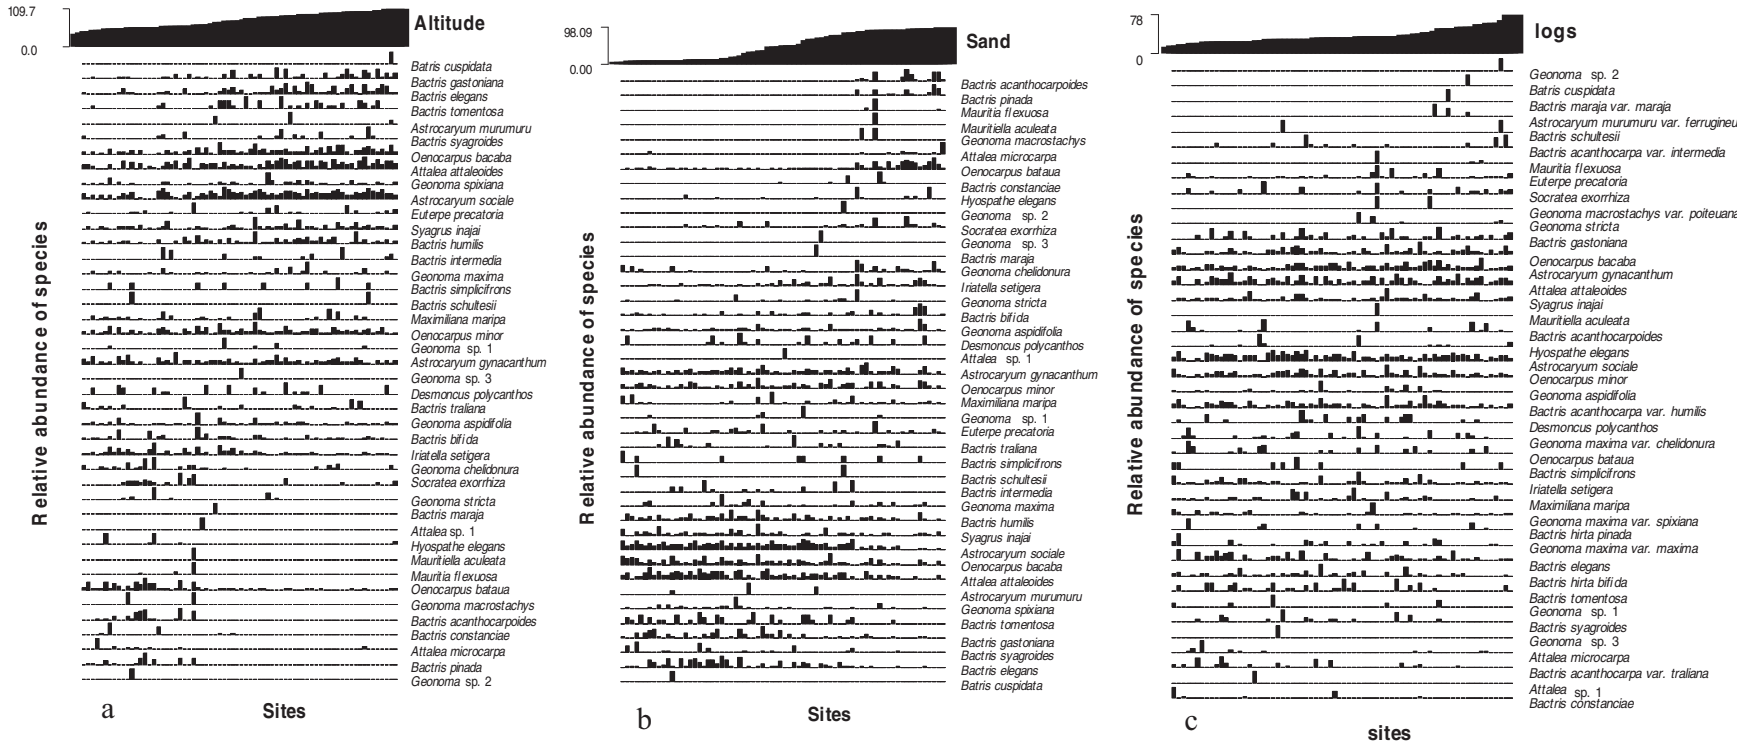 109.7
0.0
Altitude
Batris cuspidata
Bactris gastoniana
Bactris elegans
Bactris tomentosa
Astrocaryum murumuru
Bactris syagroides
Oenocarpus bacaba
Attalea attaleoides
Geonoma spixiana
Astrocaryum sociale
Euterpe precatoria
Syagrus inajai
Bactris humilis
Bactris intermedia
Geonoma maxima
Bactris simplicifrons
Bactris schultesii
Maximiliana maripa
Oenocarpus minor
Geonoma sp. 1
Astrocaryum gynacanthum
Geonoma sp. 3
Desmoncus polycanthos
Bactris traliana
Geonoma aspidifolia
Bactris bifida
Iriatella setigera
Geonoma chelidonura
Socratea exorrhiza
Geonoma stricta
Bactris maraja
Attalea sp. 1
Hyospathe elegans
Mauritiella aculeata
Mauritia flexuosa
Oenocarpus bataua
Geonoma macrostachys
Bactris acanthocarpoides
Bactris constanciae
Attalea microcarpa
Bactris pinada
Geonoma sp. 2
Relative abundance of species
a
Sites
98.09
0.00
Sand
Bactris acanthocarpoides
Bactris pinada
Mauritia flexuosa
Mauritiella aculeata
Geonoma macrostachys
Attalea microcarpa
Oenocarpus bataua
Bactris constanciae
Hyospathe elegans
Geonoma sp. 2
Socratea exorrhiza
Geonoma sp. 3
Bactris maraja
Geonoma chelidonura
Iriatella setigera
Geonoma stricta
Bactris bifida
Geonoma aspidifolia
Desmoncus polycanthos
Attalea sp. 1
Astrocaryum gynacanthum
Oenocarpus minor
Maximiliana maripa
Geonoma sp. 1
Euterpe precatoria
Bactris traliana
Bactris simplicifrons
Bactris schultesii
Bactris intermedia
Geonoma maxima
Bactris humilis
Syagrus inajai
Astrocaryum sociale
Oenocarpus bacaba
Attalea attaleoides
Astrocaryum murumuru
Geonoma spixiana
Bactris tomentosa
Bactris gastoniana
Bactris syagroides
Bactris elegans
Batris cuspidata
Relative abundance of species
b
Sites
78
0
logs
Geonoma sp. 2
Batris cuspidata
Bactris maraja var. maraja
Astrocaryum murumuru var. ferrugineu
Bactris schultesii
Bactris acanthocarpa var. intermedia
Mauritia flexuosa
Euterpe precatoria
Socratea exorrhiza
Geonoma macrostachys var. poiteuana
Geonoma stricta
Bactris gastoniana
Oenocarpus bacaba
Astrocaryum gynacanthum
Attalea attaleoides
Syagrus inajai
Mauritiella aculeata
Bactris acanthocarpoides
Hyospathe elegans
Astrocaryum sociale
Oenocarpus minor
Geonoma aspidifolia
Bactris acanthocarpa var. humilis
Desmoncus polycanthos
Geonoma maxima var. chelidonura
Oenocarpus bataua
Bactris simplicifrons
Iriatella setigera
Maximiliana maripa
Geonoma maxima var. spixiana
Bactris hirta pinada
Geonoma maxima var. maxima
Bactris elegans
Bactris hirta bifida
Bactris tomentosa
Geonoma sp. 1
Bactris syagroides
Geonoma sp. 3
Attalea microcarpa
Bactris acanthocarpa var. traliana
Attalea sp. 1
Bactris constanciae
Relative abundance of species
c
sites